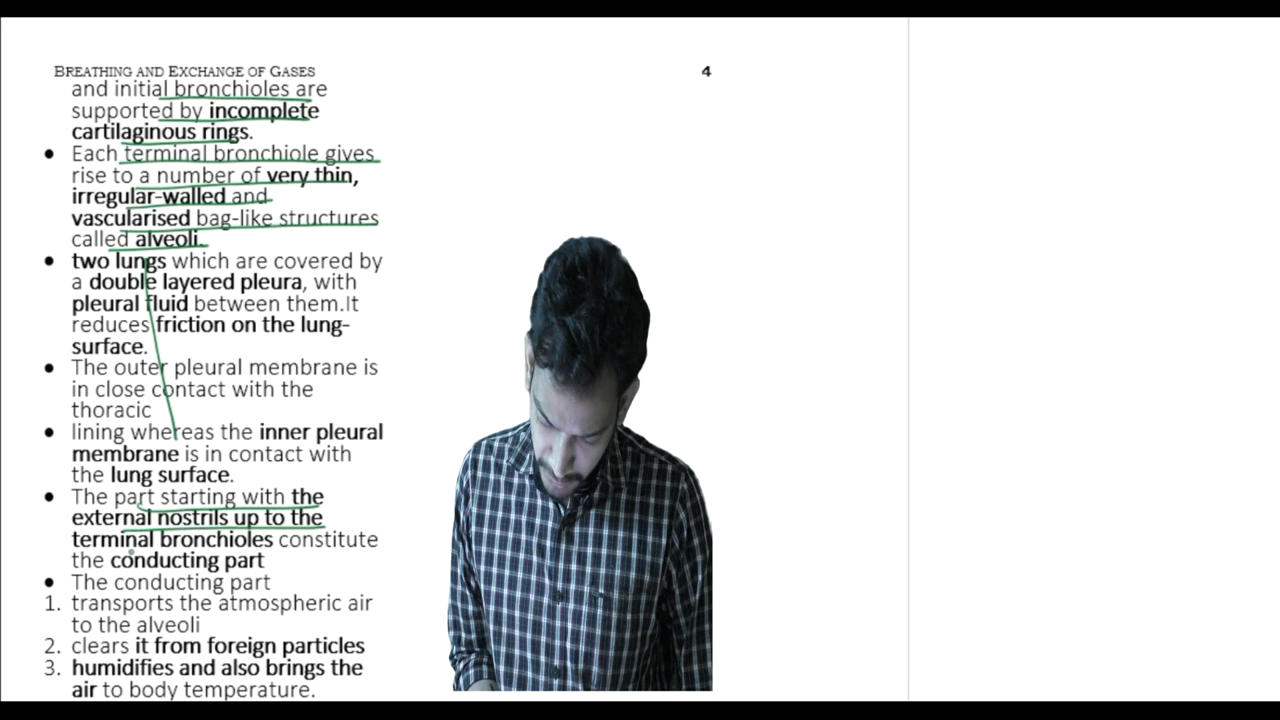 BREATHING AND EXCHANGE OF GASES 4
and initial bronchioles are
supported by incomplete
cartilaginous rings.
• Each terminal bronchiole gives
rise to a number of very thin,
irregular-walled and
vascularised bag-like structures
called alveoli.
• two lungs which are covered by
a double layered pleura, with
pleural fluid between them.It
reduces friction on the lung-
surface.
• The outer pleural membrane is
in close contact with the
thoracic
• lining whereas the inner pleural
membrane is in contact with
the lung surface.
• The part starting with the
external nostrils up to the
terminal bronchioles constitute
the conducting part
• The conducting part
1. transports the atmospheric air
to the alveoli
2. clears it from foreign particles
3. humidifies and also brings the
air to body temperature.